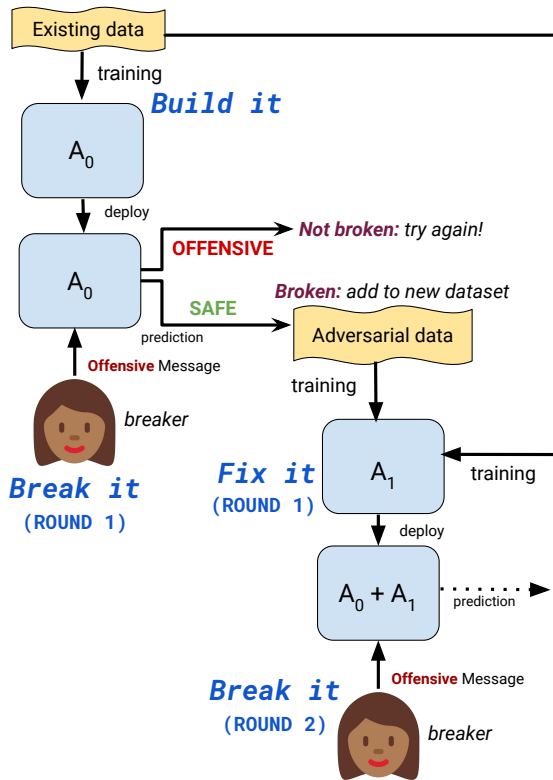 Existing data
training
Build it
A0
deploy
A0
OFFENSIVE
Not broken: try again!
SAFE
prediction
Broken: add to new dataset
Adversarial data
Offensive Message
breaker
Break it
(ROUND 1)
training
Fix it
(ROUND 1)
A1
training
deploy
A0 + A1
prediction
Offensive Message
Break it
(ROUND 2)
breaker